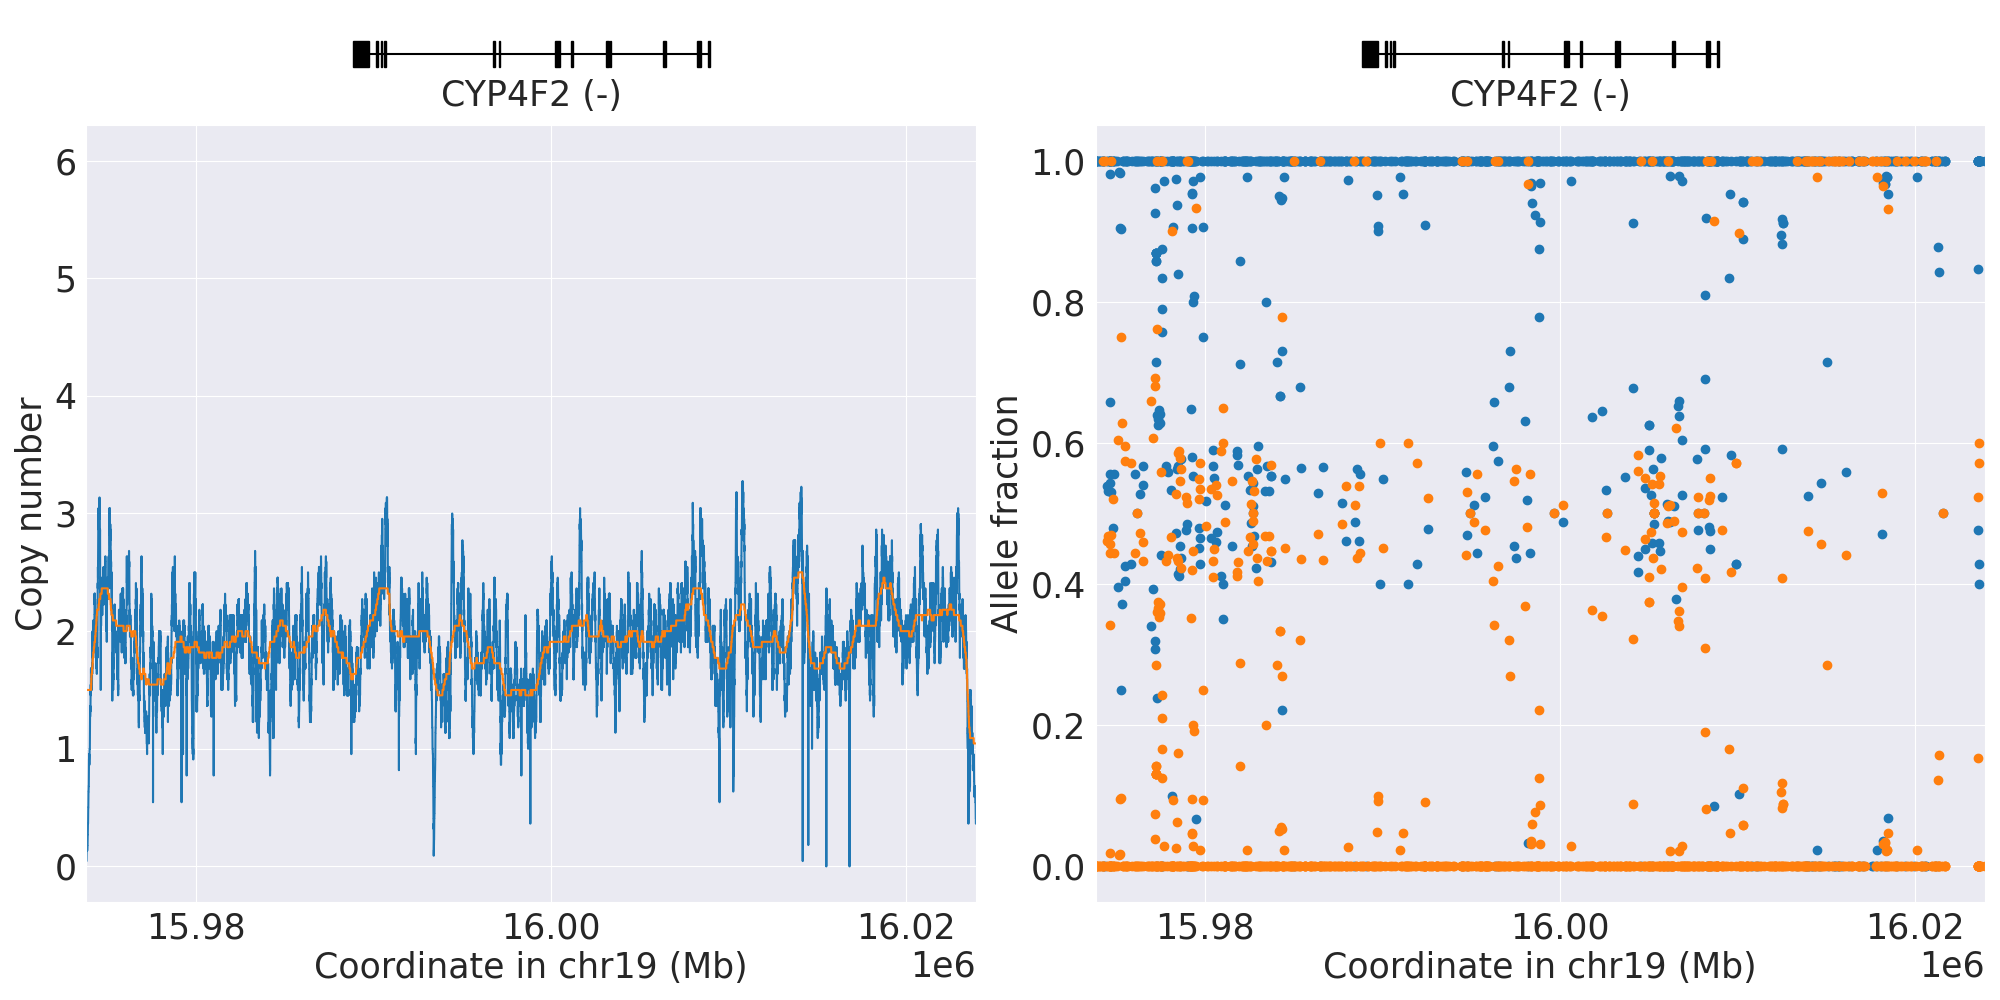 CYP4F2 (-)
6
5
4
3
2
1
0
Copy number
15.98
16.00
16.02
Coordinate in chr19 (Mb)
1e6
CYP4F2 (-)
1.0
0.8
0.6
0.4
0.2
0.0
Allele fraction
15.98
16.00
16.02
Coordinate in chr19 (Mb)
1e6